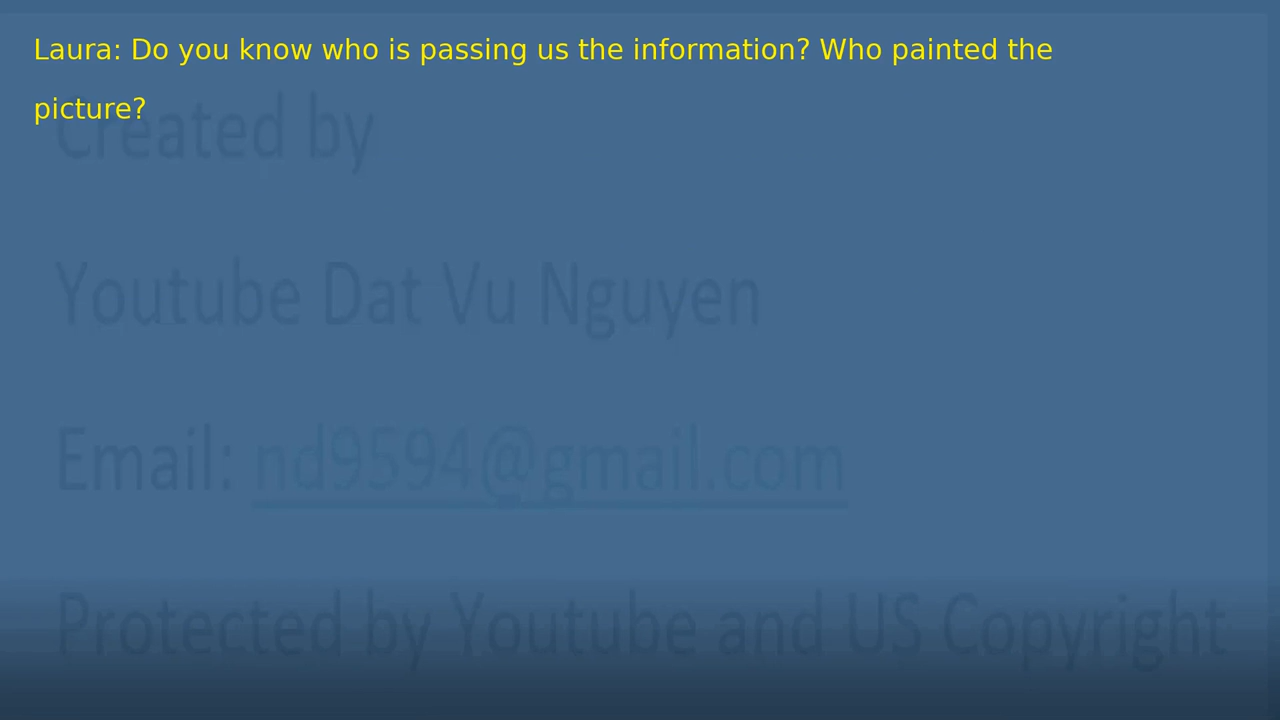 Laura: Do you know who is passing us the information? Who painted the
picture?
Created by
Youtube Dat Vu Nguyen
Email: nd9594@gmail.com
Protected by Youtube and US Copyright